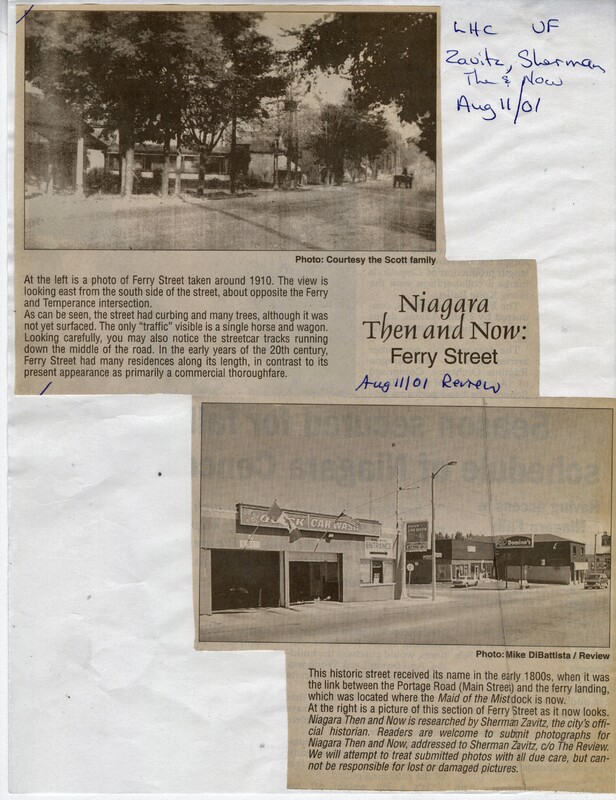 LHC UF
Zavitz, Sherman
Then & Now
Aug 11/01
Photo: Courtesy the Scott family
At the left is a photo of Ferry Street taken around 1910. The view is
looking east from the south side of the street, about opposite the Ferry
and Temperance intersection.
As can be seen, the street had curbing and many trees, although it was
not yet surfaced. The only “traffic” visible is a single horse and wagon.
Looking carefully, you may also notice the streetcar tracks running
down the middle of the road. In the early years of the 20th century,
Ferry Street had many residences along its length, in contrast to its
present appearance as primarily a commercial thoroughfare.
Niagara
Then and Now:
Ferry Street
Aug 11/01 Review
CAR WASH
ENTRANCE
Domino's
Photo: Mike DiBattista / Review
This historic street received its name in the early 1800s, when it was
the link between the Portage Road (Main Street) and the ferry landing,
which was located where the Maid of the Mist dock is now.
At the right is a picture of this section of Ferry Street as it now looks.
Niagara Then and Now is researched by Sherman Zavitz, the city's offi-
cial historian. Readers are welcome to submit photographs for
Niagara Then and Now, addressed to Sherman Zavitz, c/o The Review.
We will attempt to treat submitted photos with all due care, but can-
not be responsible for lost or damaged pictures.